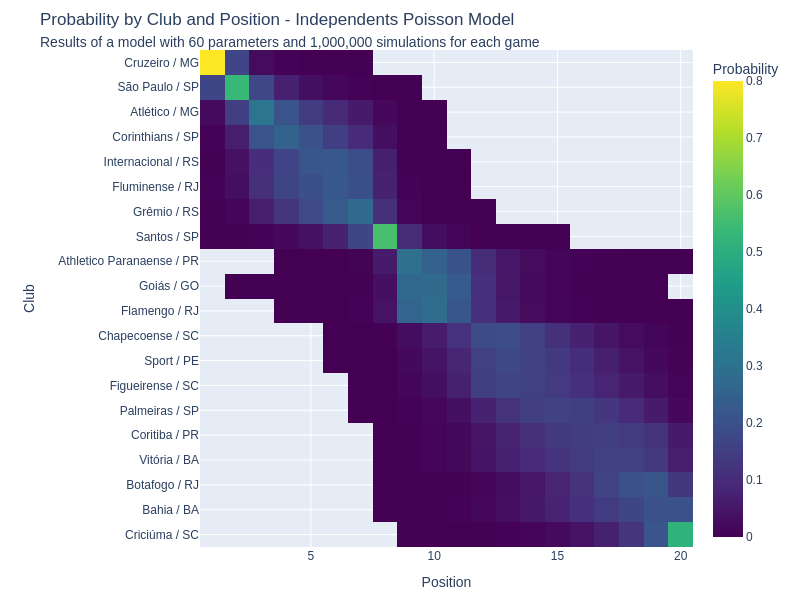 Probability by Club and Position - Independents Poisson Model
Results of a model with 60 parameters and 1,000,000 simulations for each game
Probability
Club
Cruzeiro / MG
São Paulo / SP
Atlético / MG
Corinthians / SP
Internacional / RS
Fluminense / RJ
Grêmio / RS
Santos / SP
Athletico Paranaense / PR
Goiás / GO
Flamengo / RJ
Chapecoense / SC
Sport / PE
Figueirense / SC
Palmeiras / SP
Coritiba / PR
Vitória / BA
Botafogo / RJ
Bahia / BA
Criciúma / SC
0.8
0.7
0.6
0.5
0.4
0.3
0.2
0.1
0
5 10 15 20
Position